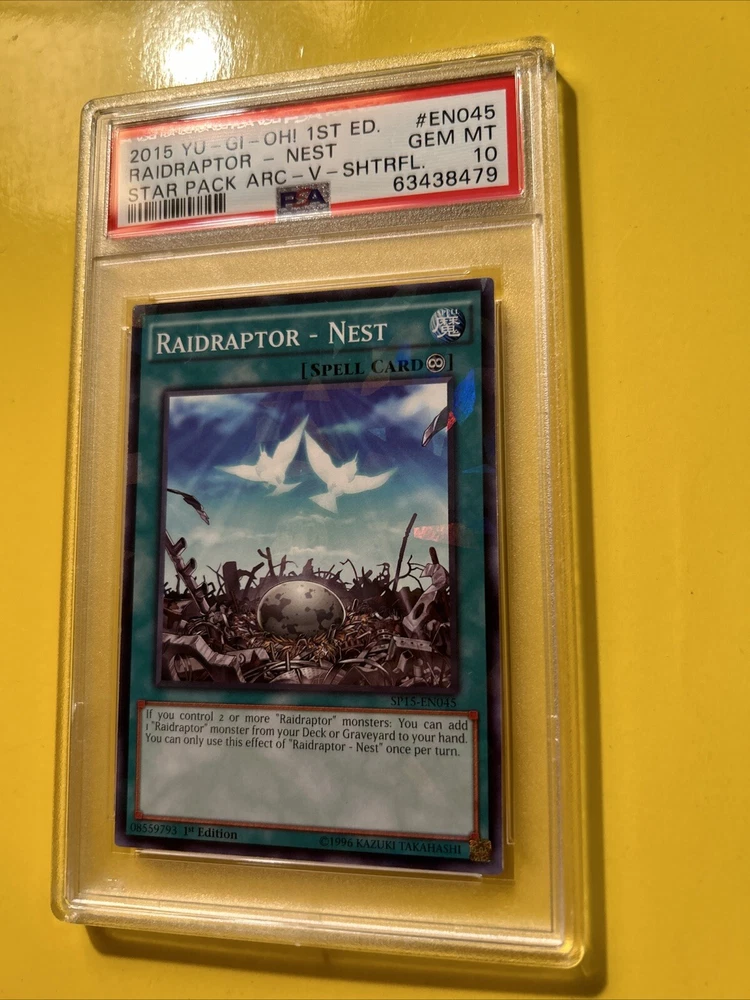 2015 YU-GI-OH! 1ST ED. #EN045
RAIDRAPTOR - NEST GEM MT
STAR PACK ARC-V-SHTRFL. 10
PSA 63438479
RAIDRAPTOR - NEST
SPELL
魔
[SPELL CARD ∞]
SP15-EN045
If you control 2 or more "Raidraptor" monsters: You can add
1 "Raidraptor" monster from your Deck or Graveyard to your hand.
You can only use this effect of "Raidraptor - Nest" once per turn.
08559793 1st Edition ©1996 KAZUKI TAKAHASHI